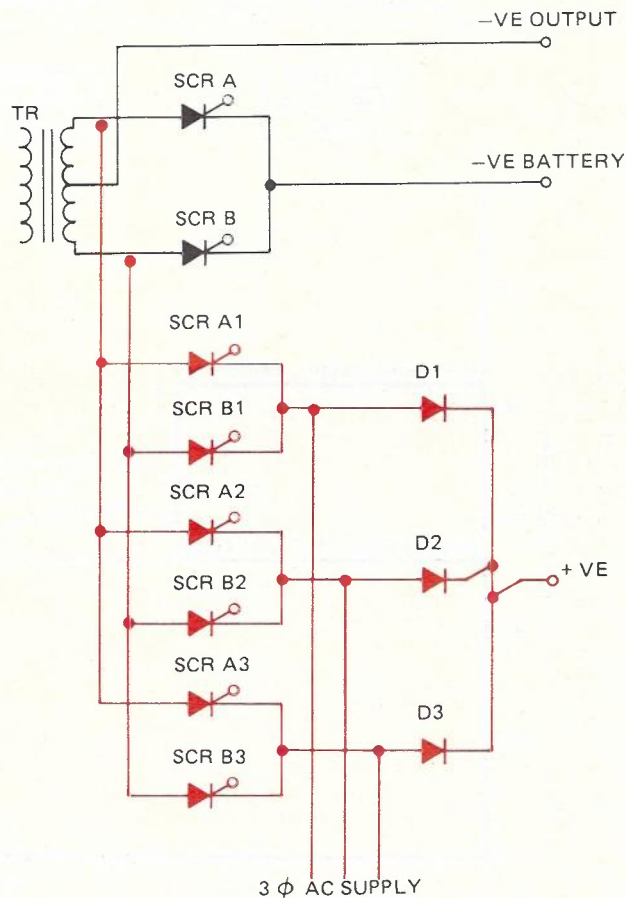 –VE OUTPUT
SCR A
TR
–VE BATTERY
SCR B
SCR A1
D1
SCR B1
SCR A2
D2
+ VE
SCR B2
SCR A3
D3
SCR B3
3 ϕ AC SUPPLY